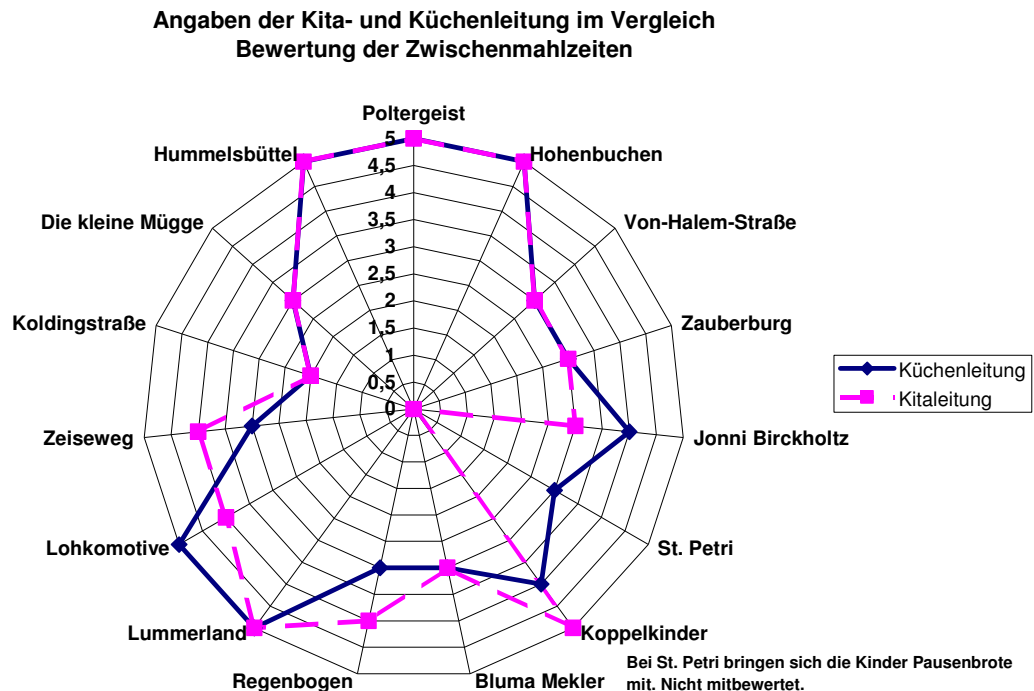 Angaben der Kita- und Küchenleitung im Vergleich
Bewertung der Zwischenmahlzeiten
Poltergeist
Hohenbuchen
Von-Halem-Straße
Zauberburg
Jonni Birckholtz
St. Petri
Koppelkinder
Bluma Mekler
Regenbogen
Lummerland
Lohkomotive
Zeiseweg
Koldingstraße
Die kleine Mügge
Hummelsbüttel
5
4,5
4
3,5
3
2,5
2
1,5
1
0,5
0
Küchenleitung
Kitaleitung
Bei St. Petri bringen sich die Kinder Pausenbrote
mit. Nicht mitbewertet.